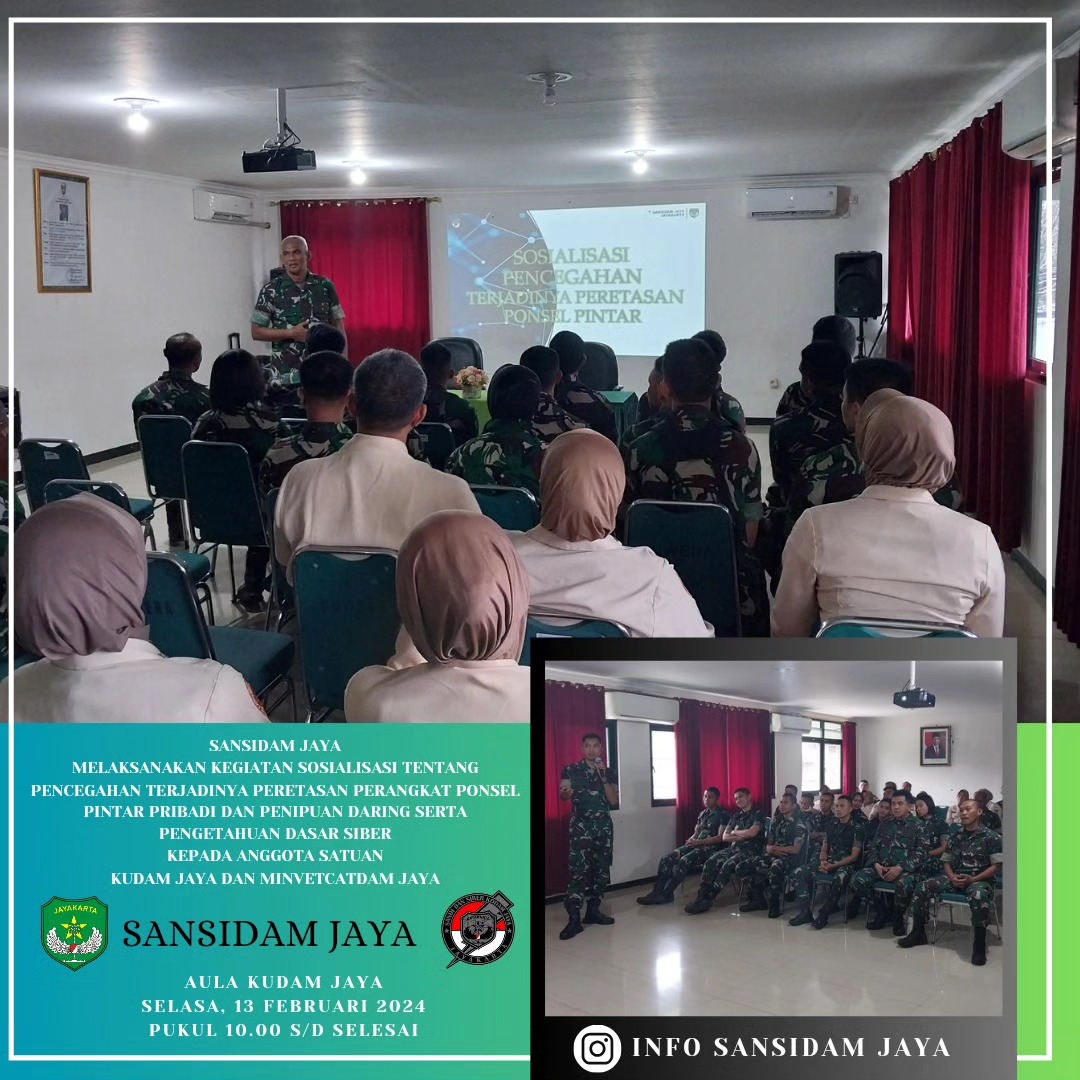 SOSIALISASI
PENCEGAHAN
TERJADINYA PERETASAN
PONSEL PINTAR
SANSIDAM JAYA
MELAKSANAKAN KEGIATAN SOSIALISASI TENTANG
PENCEGAHAN TERJADINYA PERETASAN PERANGKAT PONSEL
PINTAR PRIBADI DAN PENIPUAN DARING SERTA
PENGETAHUAN DASAR SIBER
KEPADA ANGGOTA SATUAN
KUDAM JAYA DAN MINVETCATDAM JAYA
JAYAKARTA
SANSIDAM JAYA
JAYAKARTA
AULA KUDAM JAYA
SELASA, 13 FEBRUARI 2024
PUKUL 10.00 S/D SELESAI
INFO SANSIDAM JAYA